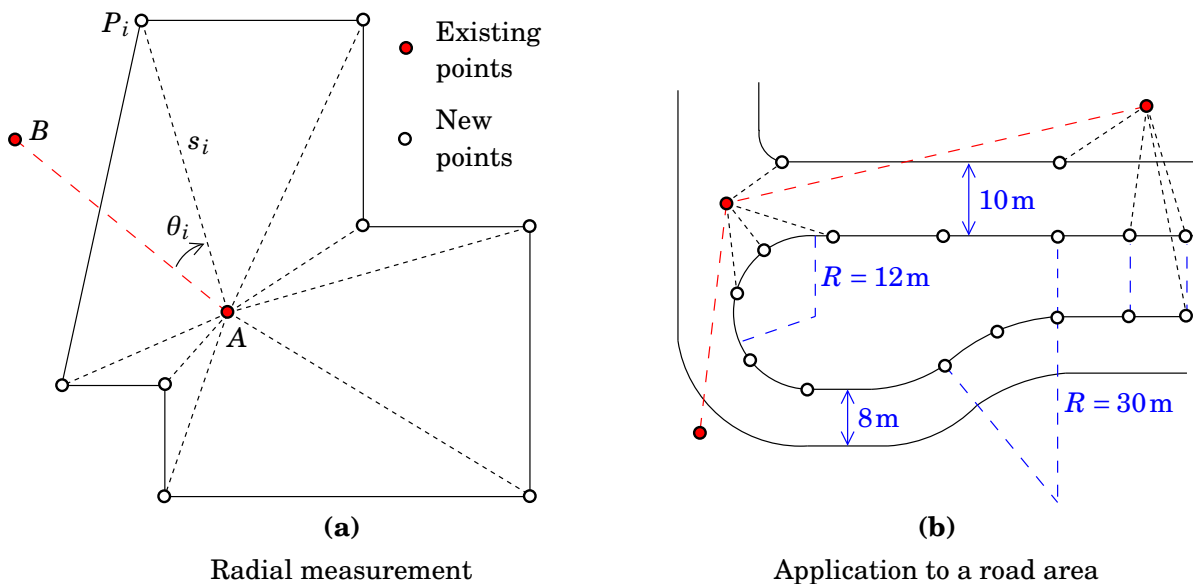 P_i
Existing
points
B
New
points
s_i
θ_i
A
10 m
R = 12 m
8 m
R = 30 m
(a)
Radial measurement
(b)
Application to a road area